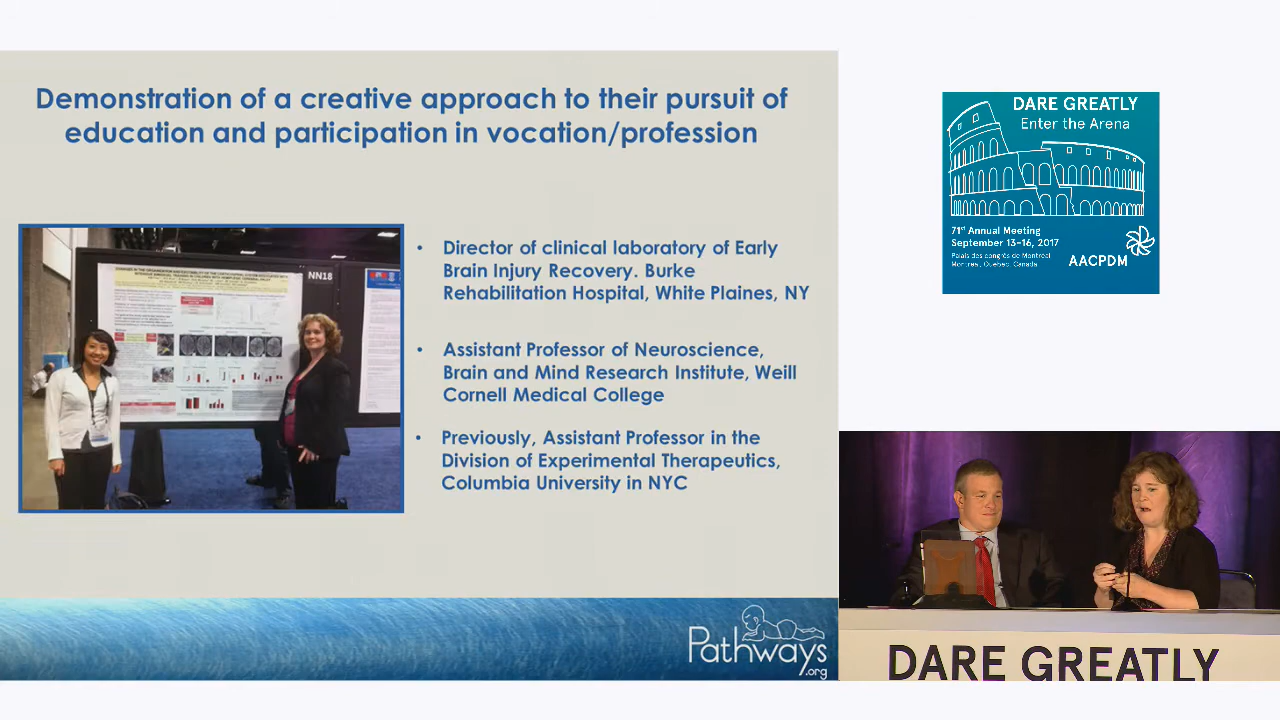 Demonstration of a creative approach to their pursuit of
education and participation in vocation/profession
NN18
• Director of clinical laboratory of Early
Brain Injury Recovery. Burke
Rehabilitation Hospital, White Plaines, NY
• Assistant Professor of Neuroscience,
Brain and Mind Research Institute, Weill
Cornell Medical College
• Previously, Assistant Professor in the
Division of Experimental Therapeutics,
Columbia University in NYC
Pathways
.org
DARE GREATLY
Enter the Arena
71st Annual Meeting
September 13-16, 2017
Palais des congrès de Montréal
Montreal, Quebec, Canada
AACPDM
DARE GREATLY